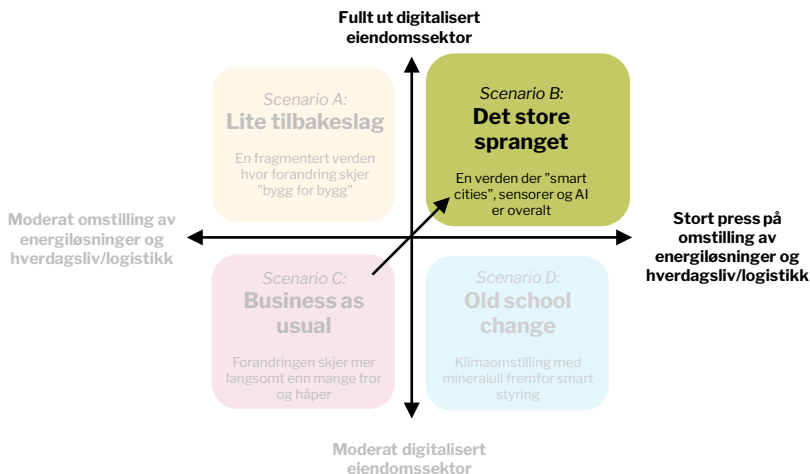 Fullt ut digitalisert
eiendomssektor
Scenario A:
Lite tilbakeslag
En fragmentert verden
hvor forandring skjer
”bygg for bygg”
Scenario B:
Det store
spranget
En verden der ”smart
cities”, sensorer og AI
er overalt
Moderat omstilling av
energiløsninger og
hverdagsliv/logistikk
Stort press på
omstilling av
energiløsninger og
hverdagsliv/logistikk
Scenario C:
Business as
usual
Forandringen skjer mer
langsomt enn mange tror
og håper
Scenario D:
Old school
change
Klimaomstilling med
mineralull fremfor smart
styring
Moderat digitalisert
eiendomssektor